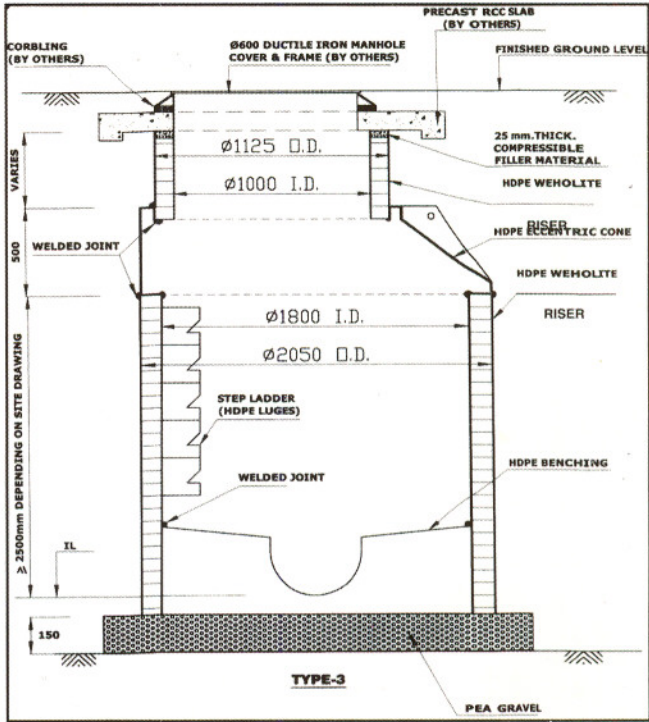 PRECAST RCC SLAB
(BY OTHERS)
CORBLING
(BY OTHERS)
Ø600 DUCTILE IRON MANHOLE
COVER & FRAME (BY OTHERS)
FINISHED GROUND LEVEL
25 mm.THICK.
COMPRESSIBLE
FILLER MATERIAL
VARIES
Ø1125 O.D.
Ø1000 I.D.
HDPE WEHOLITE
RISER
HDPE ECCENTRIC CONE
500
WELDED JOINT
HDPE WEHOLITE
RISER
Ø1800 I.D.
Ø2050 O.D.
STEP LADDER
(HDPE LUGES)
2500mm DEPENDING ON SITE DRAWING
WELDED JOINT
HDPE BENCHING
IL
150
TYPE-3
PEA GRAVEL